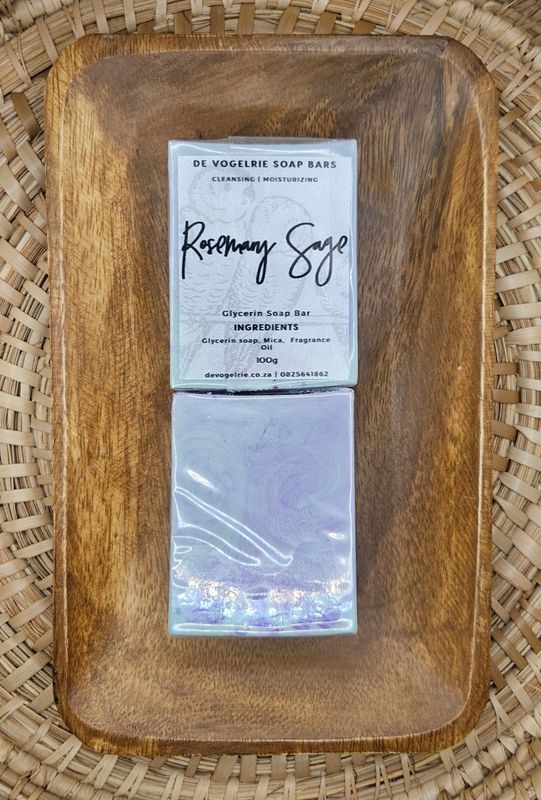 DE VOGELRIE SOAP BARS
CLEANSING | MOISTURIZING
Rosemary Sage
Glycerin Soap Bar
INGREDIENTS
Glycerin soap, Mica, Fragrance
Oil
100g
devogelrie.co.za | 0825641862